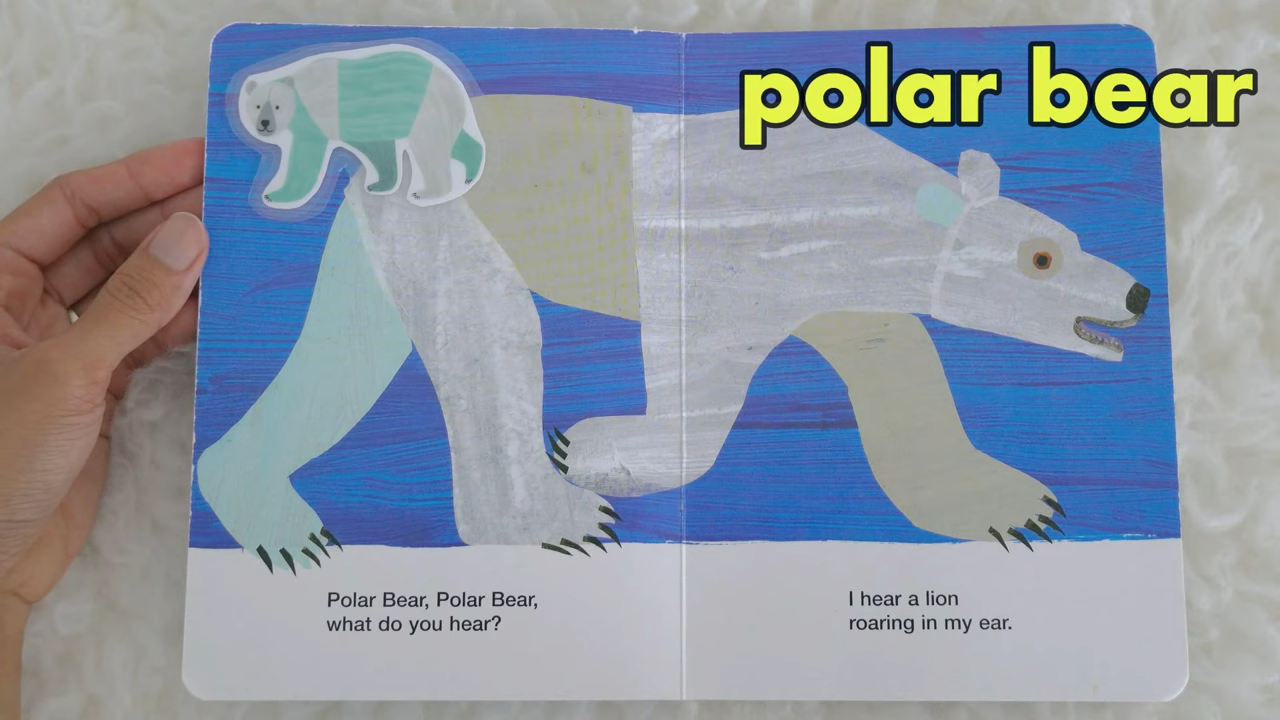 polar bear
Polar Bear, Polar Bear,
what do you hear?
I hear a lion
roaring in my ear.